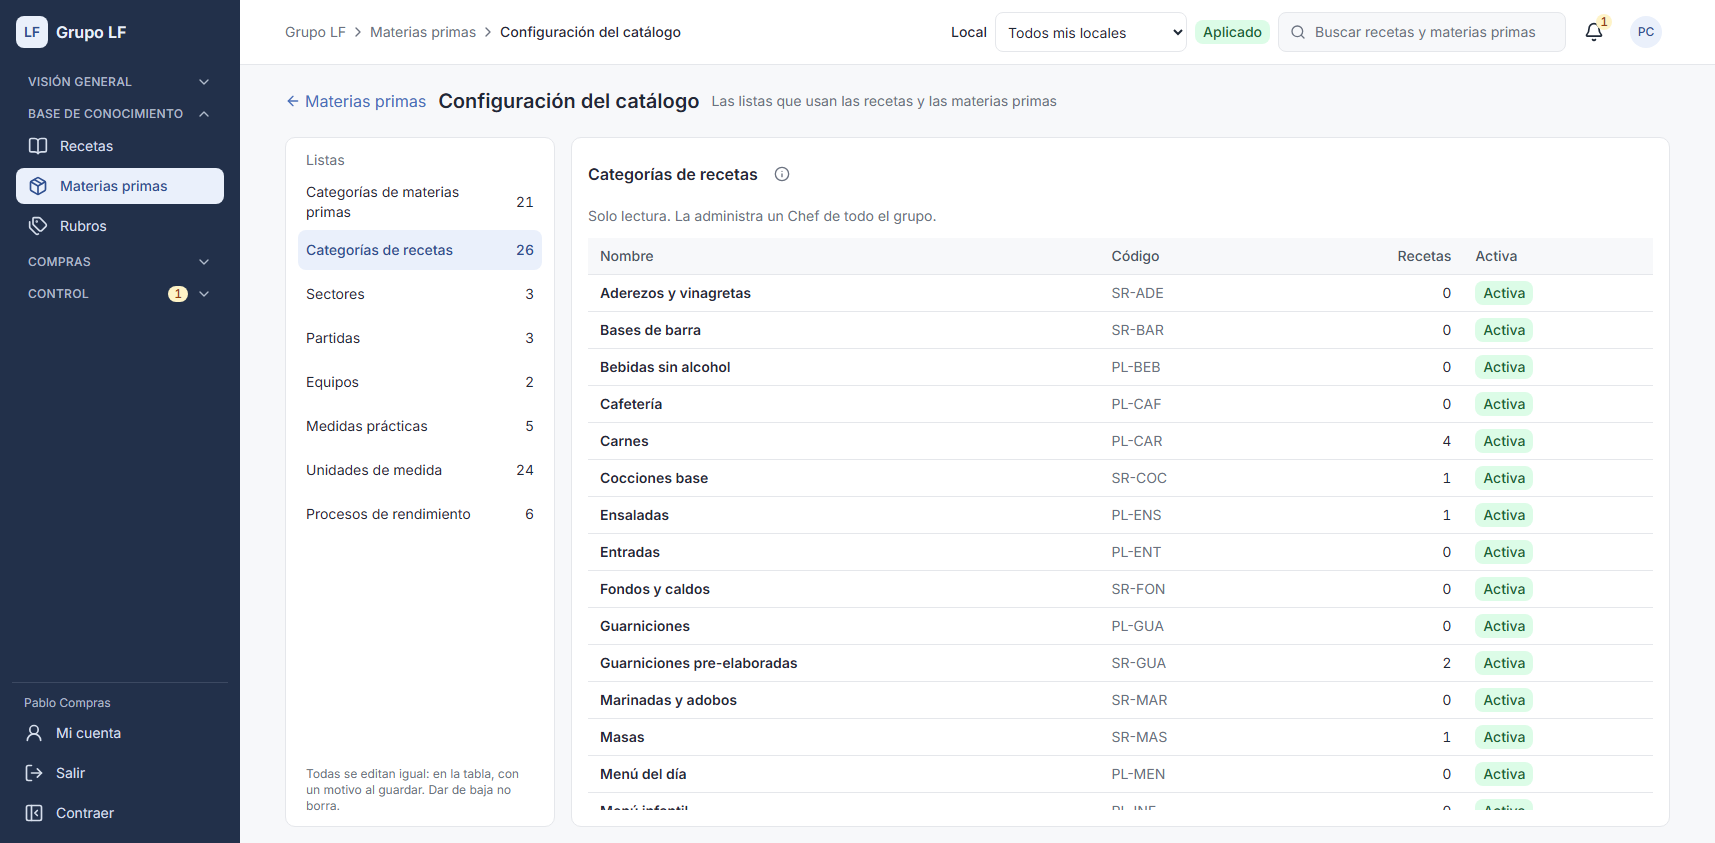 LF Grupo LF
VISIÓN GENERAL
BASE DE CONOCIMIENTO
Recetas
Materias primas
Rubros
COMPRAS
CONTROL 1
Pablo Compras
Mi cuenta
Salir
Contraer
Grupo LF > Materias primas > Configuración del catálogo
Local Todos mis locales Aplicado Buscar recetas y materias primas 1 PC
← Materias primas Configuración del catálogo Las listas que usan las recetas y las materias primas
Listas
Categorías de materias
primas 21
Categorías de recetas 26
Sectores 3
Partidas 3
Equipos 2
Medidas prácticas 5
Unidades de medida 24
Procesos de rendimiento 6
Todas se editan igual: en la tabla, con
un motivo al guardar. Dar de baja no
borra.
Categorías de recetas
Solo lectura. La administra un Chef de todo el grupo.
Nombre Código Recetas Activa
Aderezos y vinagretas SR-ADE 0 Activa
Bases de barra SR-BAR 0 Activa
Bebidas sin alcohol PL-BEB 0 Activa
Cafetería PL-CAF 0 Activa
Carnes PL-CAR 4 Activa
Cocciones base SR-COC 1 Activa
Ensaladas PL-ENS 1 Activa
Entradas PL-ENT 0 Activa
Fondos y caldos SR-FON 0 Activa
Guarniciones PL-GUA 0 Activa
Guarniciones pre-elaboradas SR-GUA 2 Activa
Marinadas y adobos SR-MAR 0 Activa
Masas SR-MAS 1 Activa
Menú del día PL-MEN 0 Activa
Menú infantil PL-INF 0 Activa